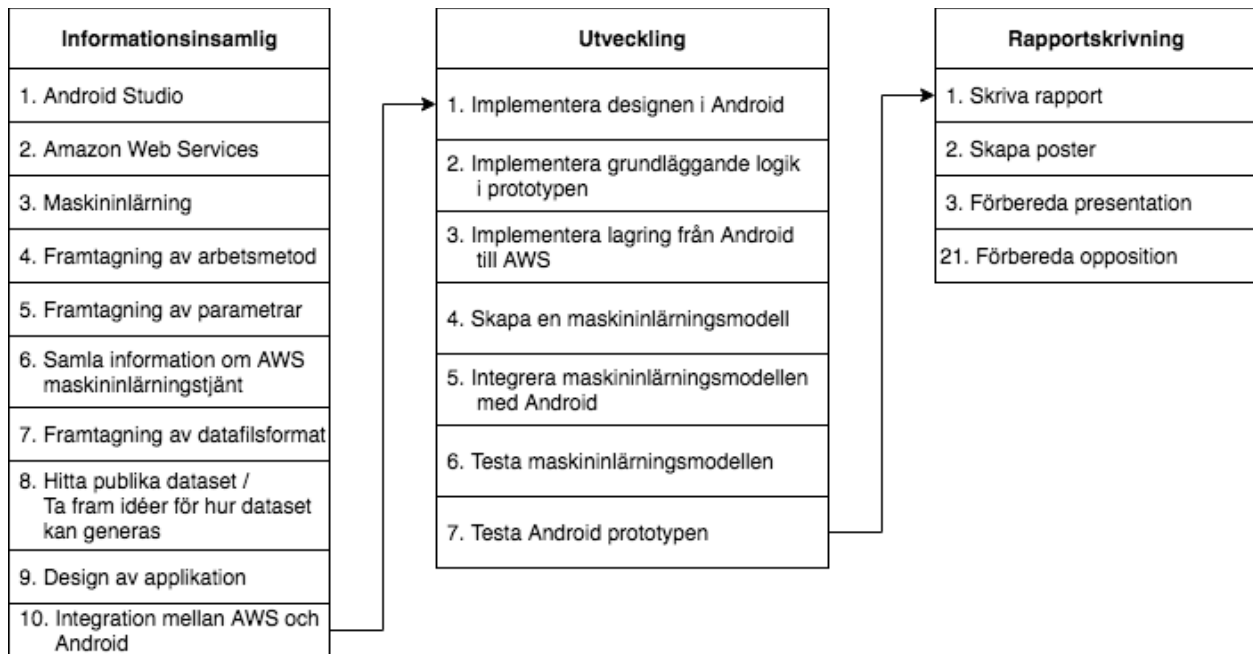 Informationsinsamlig
1. Android Studio
2. Amazon Web Services
3. Maskininlärning
4. Framtagning av arbetsmetod
5. Framtagning av parametrar
6. Samla information om AWS
maskininlärningstjänt
7. Framtagning av datafilsformat
8. Hitta publika dataset /
Ta fram idéer för hur dataset
kan generas
9. Design av applikation
10. Integration mellan AWS och
Android
Utveckling
1. Implementera designen i Android
2. Implementera grundläggande logik
i prototypen
3. Implementera lagring från Android
till AWS
4. Skapa en maskininlärningsmodell
5. Integrera maskininlärningsmodellen
med Android
6. Testa maskininlärningsmodellen
7. Testa Android prototypen
Rapportskrivning
1. Skriva rapport
2. Skapa poster
3. Förbereda presentation
21. Förbereda opposition